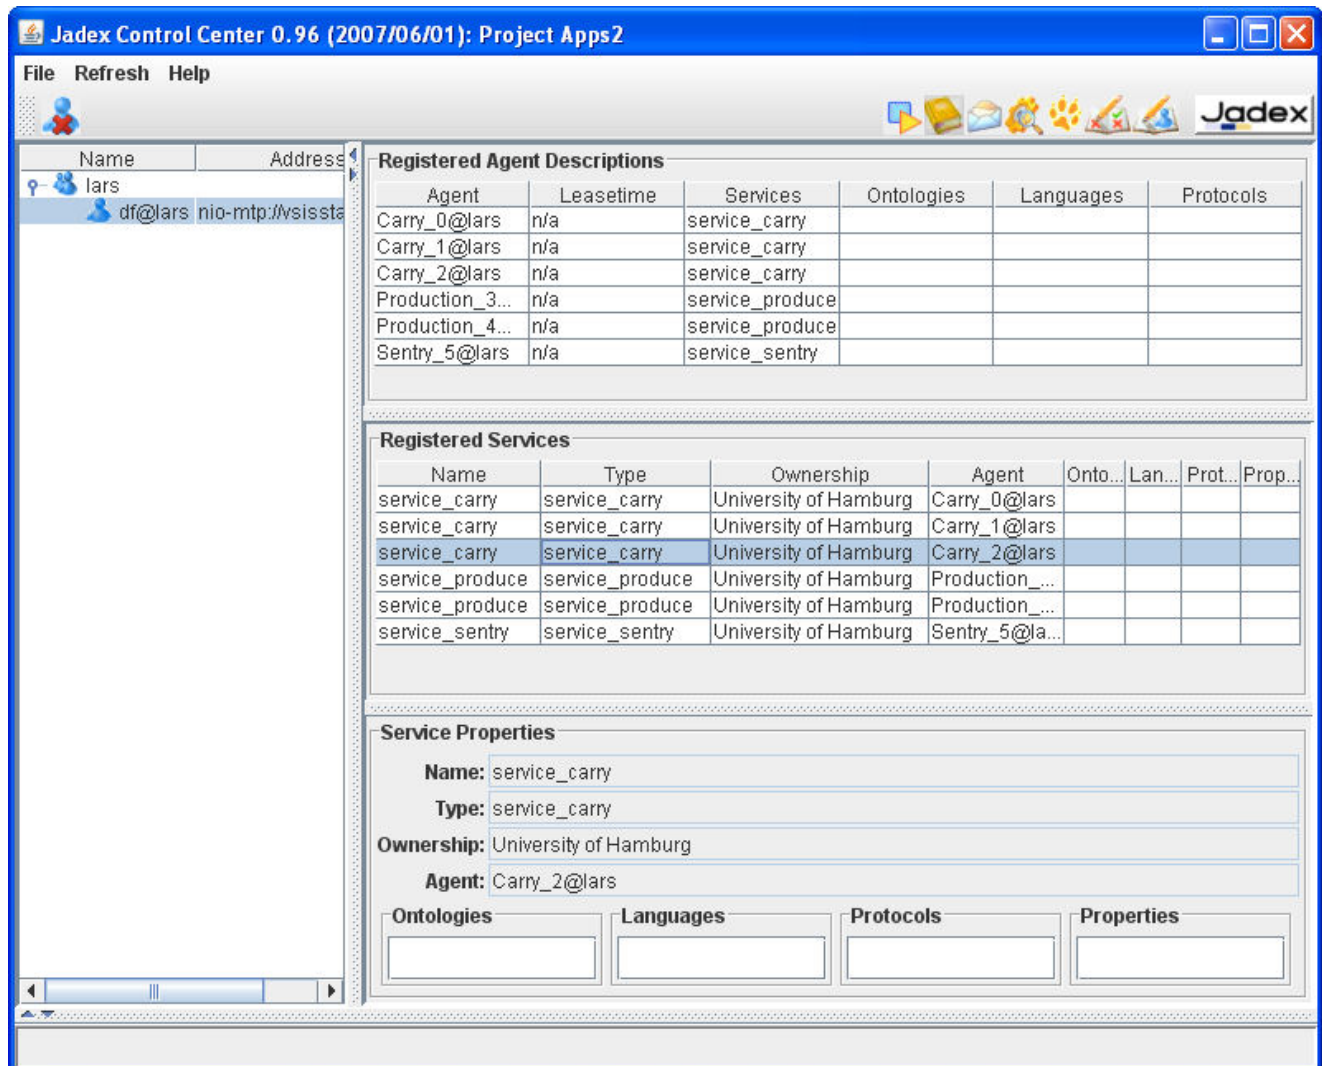 Jadex Control Center 0.96 (2007/06/01): Project Apps2
File Refresh Help
Jadex
Name Address
lars
df@lars nio-mtp://vsissta
Registered Agent Descriptions
Agent Leasetime Services Ontologies Languages Protocols
Carry_0@lars n/a service_carry
Carry_1@lars n/a service_carry
Carry_2@lars n/a service_carry
Production_3... n/a service_produce
Production_4... n/a service_produce
Sentry_5@lars n/a service_sentry
Registered Services
Name Type Ownership Agent Onto... Lan... Prot... Prop...
service_carry service_carry University of Hamburg Carry_0@lars
service_carry service_carry University of Hamburg Carry_1@lars
service_carry service_carry University of Hamburg Carry_2@lars
service_produce service_produce University of Hamburg Production_...
service_produce service_produce University of Hamburg Production_...
service_sentry service_sentry University of Hamburg Sentry_5@la...
Service Properties
Name: service_carry
Type: service_carry
Ownership: University of Hamburg
Agent: Carry_2@lars
Ontologies Languages Protocols Properties